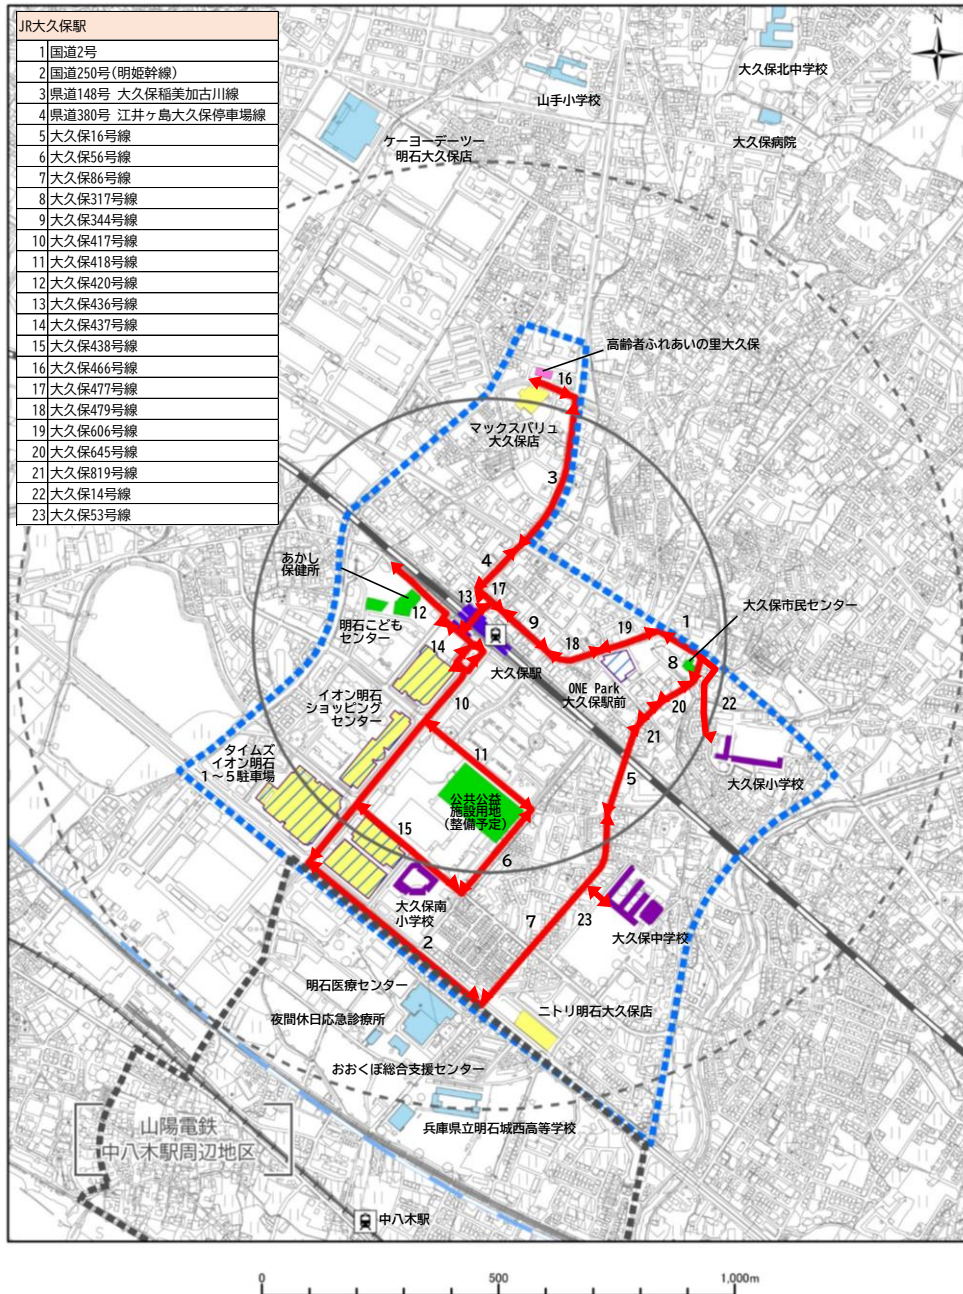 JR大久保駅
1 国道2号
2 国道250号(明姫幹線)
3 県道148号 大久保稲美加古川線
4 県道380号 江井ヶ島大久保停車場線
5 大久保16号線
6 大久保56号線
7 大久保86号線
8 大久保317号線
9 大久保344号線
10 大久保417号線
11 大久保418号線
12 大久保420号線
13 大久保436号線
14 大久保437号線
15 大久保438号線
16 大久保466号線
17 大久保477号線
18 大久保479号線
19 大久保606号線
20 大久保645号線
21 大久保819号線
22 大久保14号線
23 大久保53号線
N
大久保北中学校
山手小学校
大久保病院
ケーヨーデーツー
明石大久保店
高齢者ふれあいの里大久保
16
マックスバリュ
大久保店
3
あかし
保健所
4
17
13
12
明石こども
センター
大久保市民センター
9
19
1
18
14
8
大久保駅
ONE Park
大久保駅前
20
22
イオン明石
ショッピング
センター
10
21
11
タイムズ
イオン明石
1～5駐車場
5
大久保小学校
公共公益
施設用地
(整備予定)
15
6
大久保南
小学校
7
23
大久保中学校
2
明石医療センター
夜間休日応急診療所
ニトリ明石大久保店
おおくぼ総合支援センター
兵庫県立明石城西高等学校
山陽電鉄
中八木駅周辺地区
中八木駅
0
500
1,000m